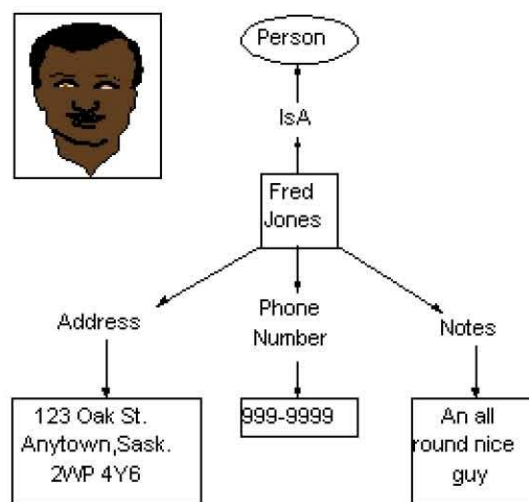 Person
IsA
Fred
Jones
Address
Phone
Number
Notes
123 Oak St.
Anytown,Sask.
2WP 4Y6
999-9999
An all
round nice
guy